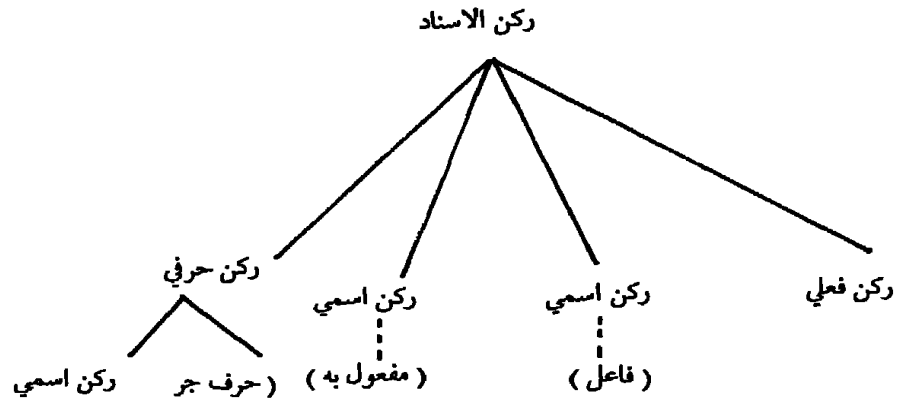 ركن الاسناد
ركن فعلي
ركن اسمي
ركن اسمي
ركن حرفي
( فاعل )
( مفعول به )
( حرف جر
ركن اسمي